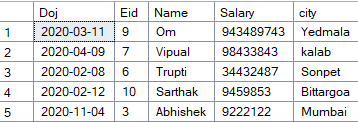 Doj Eid Name Salary city
1 2020-03-11 9 Om 943489743 Yedmala
2 2020-04-09 7 Vipual 98433843 kalab
3 2020-02-08 6 Trupti 34432487 Sonpet
4 2020-02-12 10 Sarthak 9459853 Bittargoa
5 2020-11-04 3 Abhishek 9222122 Mumbai